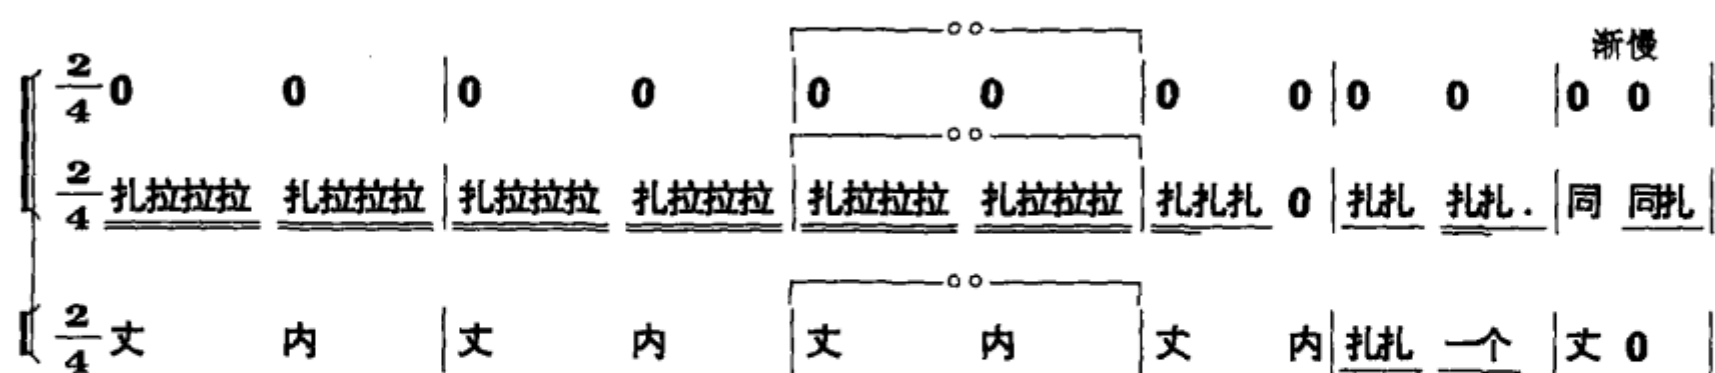 渐慢
2/4 0 0 | 0 0 | 0 0 | 0 0 | 0 0 | 0 0 |
2/4 扎拉拉拉 扎拉拉拉 | 扎拉拉拉 扎拉拉拉 | 扎拉拉拉 扎拉拉拉 | 扎扎扎 0 | 扎扎 扎扎. | 同 同扎 |
2/4 丈 内 | 丈 内 | 丈 内 | 丈 内 | 扎扎 一个 | 丈 0 |